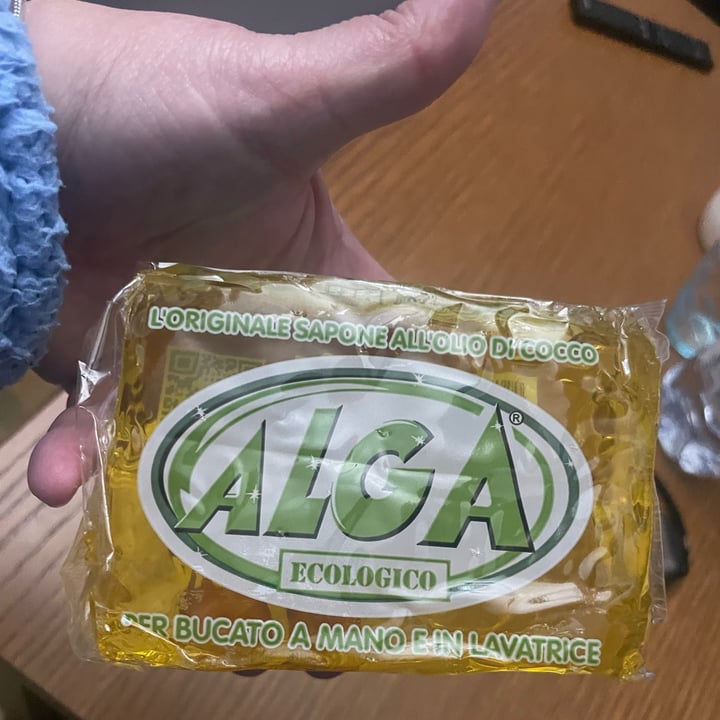 L'ORIGINALE SAPONE ALL'OLIO DI COCCO
ALGA®
ECOLOGICO
PER BUCATO A MANO E IN LAVATRICE